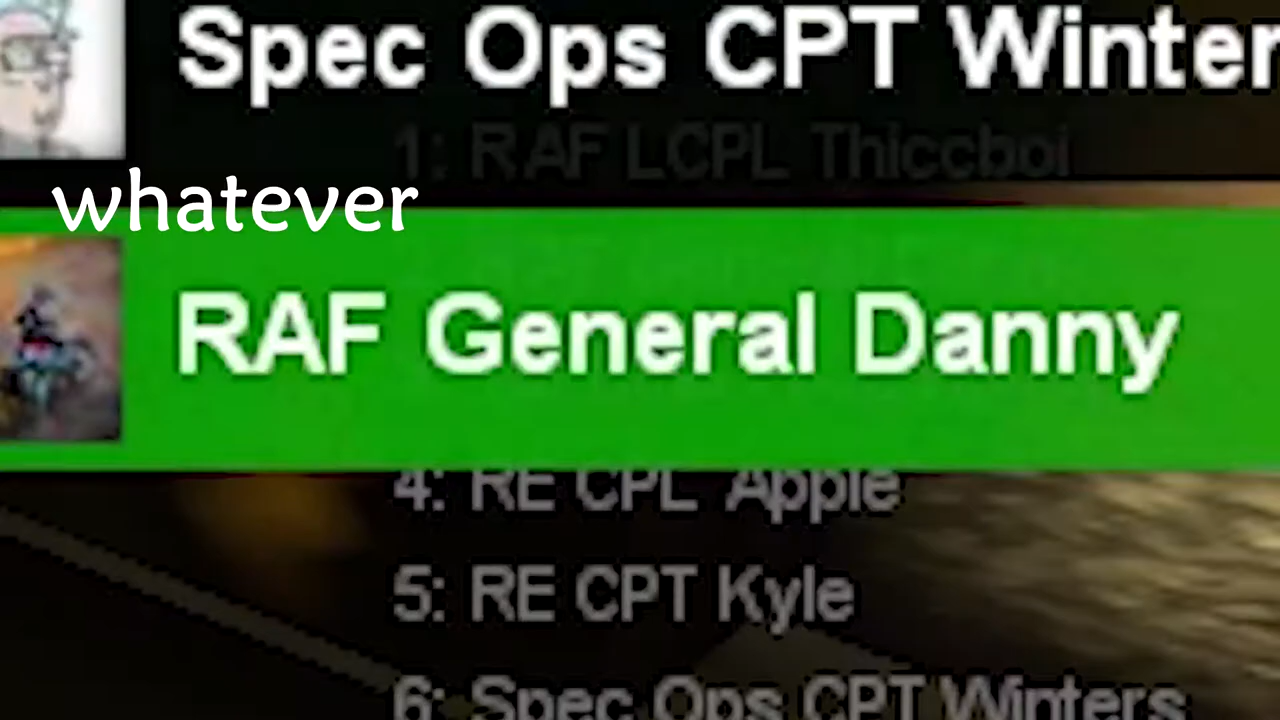 Spec Ops CPT Winter
1: RAF LCPL Thiccboi
whatever
RAF General Danny
4: RE CPL Apple
5: RE CPT Kyle
6: Spec Ops CPT Winters